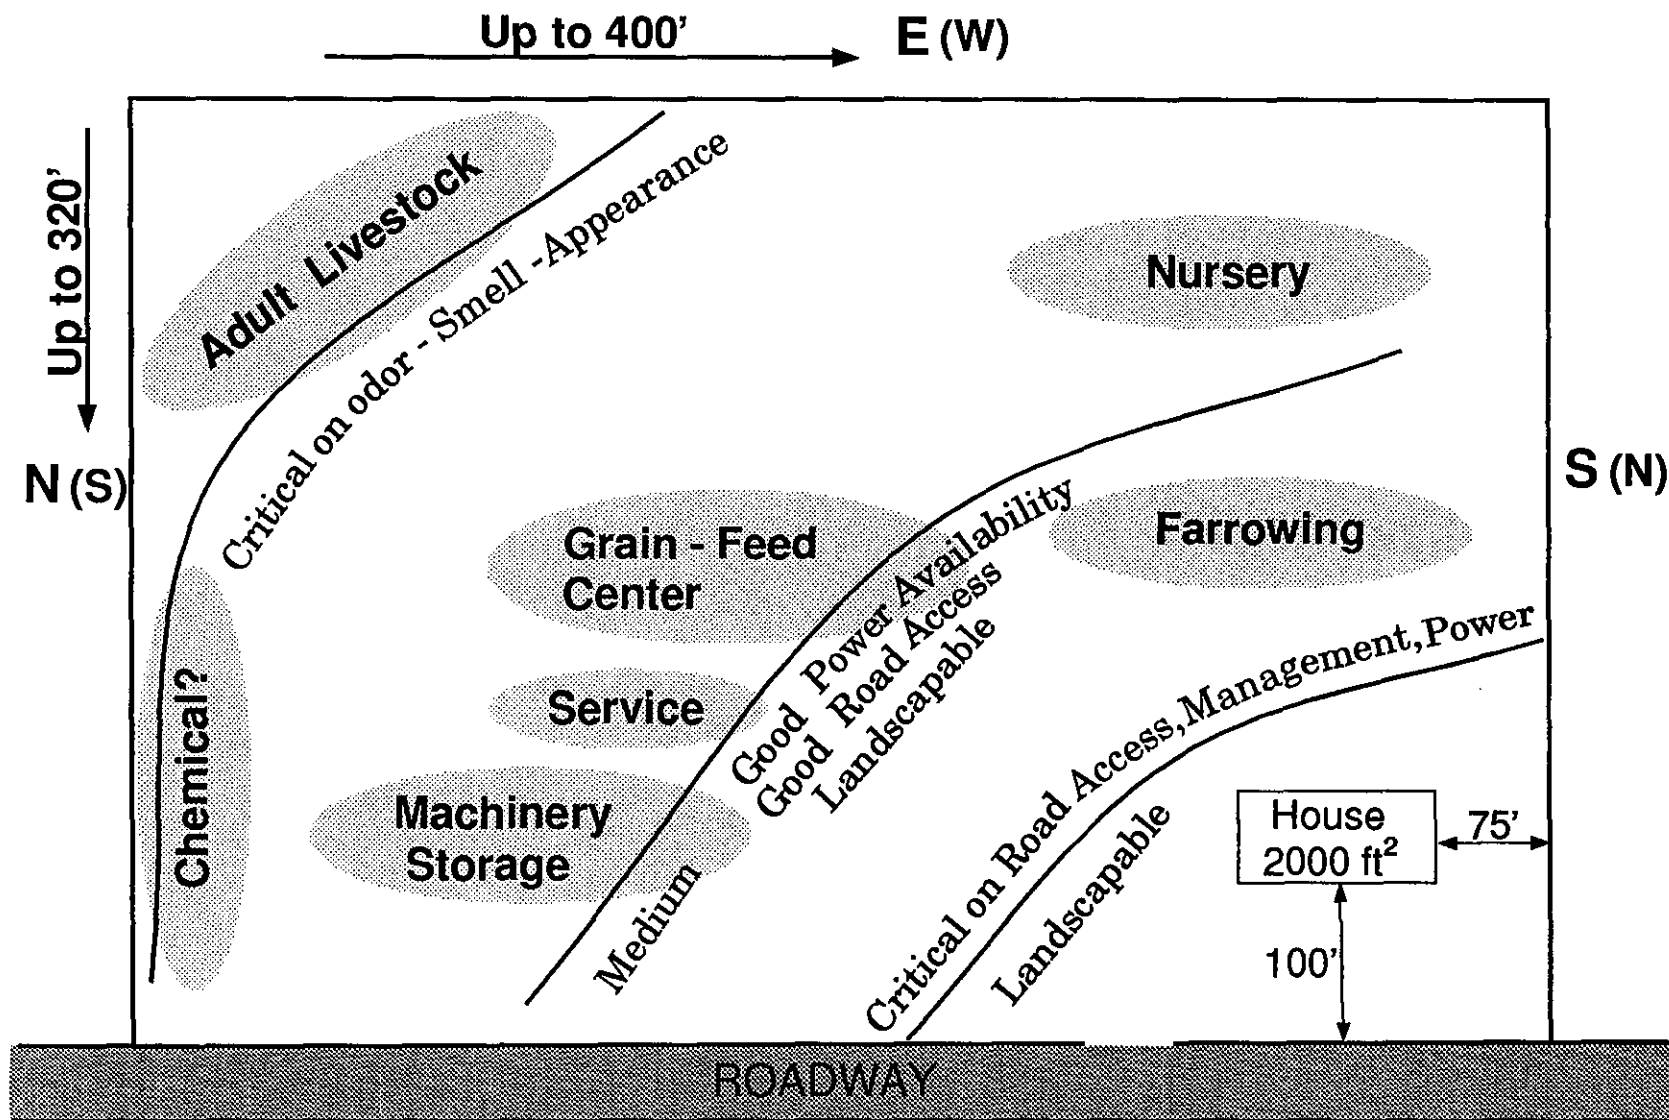 Up to 400'
E (W)
Up to 320'
Adult Livestock
Critical on odor - Smell -Appearance
Nursery
N (S)
S (N)
Grain - Feed
Center
Good Power Availability
Good Road Access
Landscapable
Farrowing
Service
Chemical?
Machinery
Storage
Medium
Critical on Road Access, Management, Power
Landscapable
House
2000 ft²
75'
100'
ROADWAY